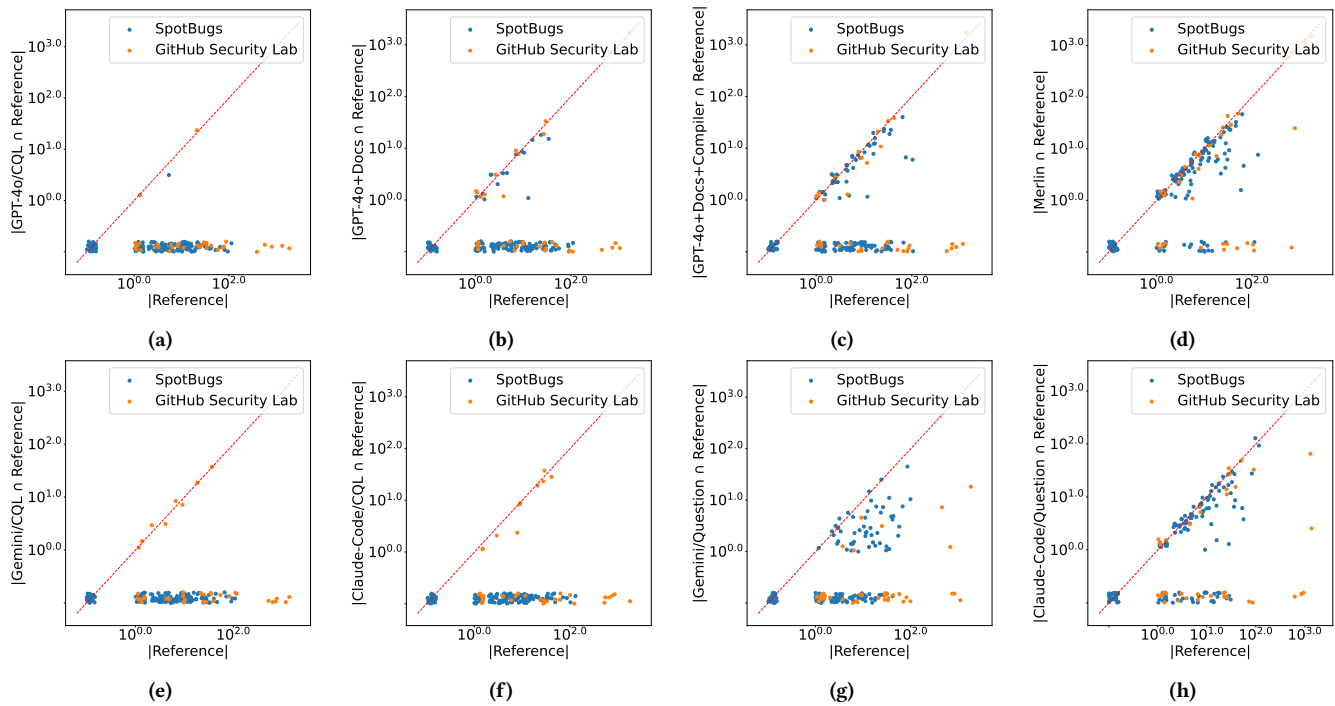 |GPT-4o/CQL ∩ Reference|
10^3.0
10^2.0
10^1.0
10^0.0
SpotBugs
GitHub Security Lab
10^0.0 10^2.0
|Reference|
(a)
|GPT-4o+Docs ∩ Reference|
10^3.0
10^2.0
10^1.0
10^0.0
SpotBugs
GitHub Security Lab
10^0.0 10^2.0
|Reference|
(b)
|GPT-4o+Docs+Compiler ∩ Reference|
10^3.0
10^2.0
10^1.0
10^0.0
SpotBugs
GitHub Security Lab
10^0.0 10^2.0
|Reference|
(c)
|Merlin ∩ Reference|
10^3.0
10^2.0
10^1.0
10^0.0
SpotBugs
GitHub Security Lab
10^0.0 10^2.0
|Reference|
(d)
|Gemini/CQL ∩ Reference|
10^3.0
10^2.0
10^1.0
10^0.0
SpotBugs
GitHub Security Lab
10^0.0 10^2.0
|Reference|
(e)
|Claude-Code/CQL ∩ Reference|
10^3.0
10^2.0
10^1.0
10^0.0
SpotBugs
GitHub Security Lab
10^0.0 10^2.0
|Reference|
(f)
|Gemini/Question ∩ Reference|
10^3.0
10^2.0
10^1.0
10^0.0
SpotBugs
GitHub Security Lab
10^0.0 10^2.0
|Reference|
(g)
|Claude-Code/Question ∩ Reference|
10^3.0
10^2.0
10^1.0
10^0.0
SpotBugs
GitHub Security Lab
10^0.0 10^1.0 10^2.0 10^3.0
|Reference|
(h)